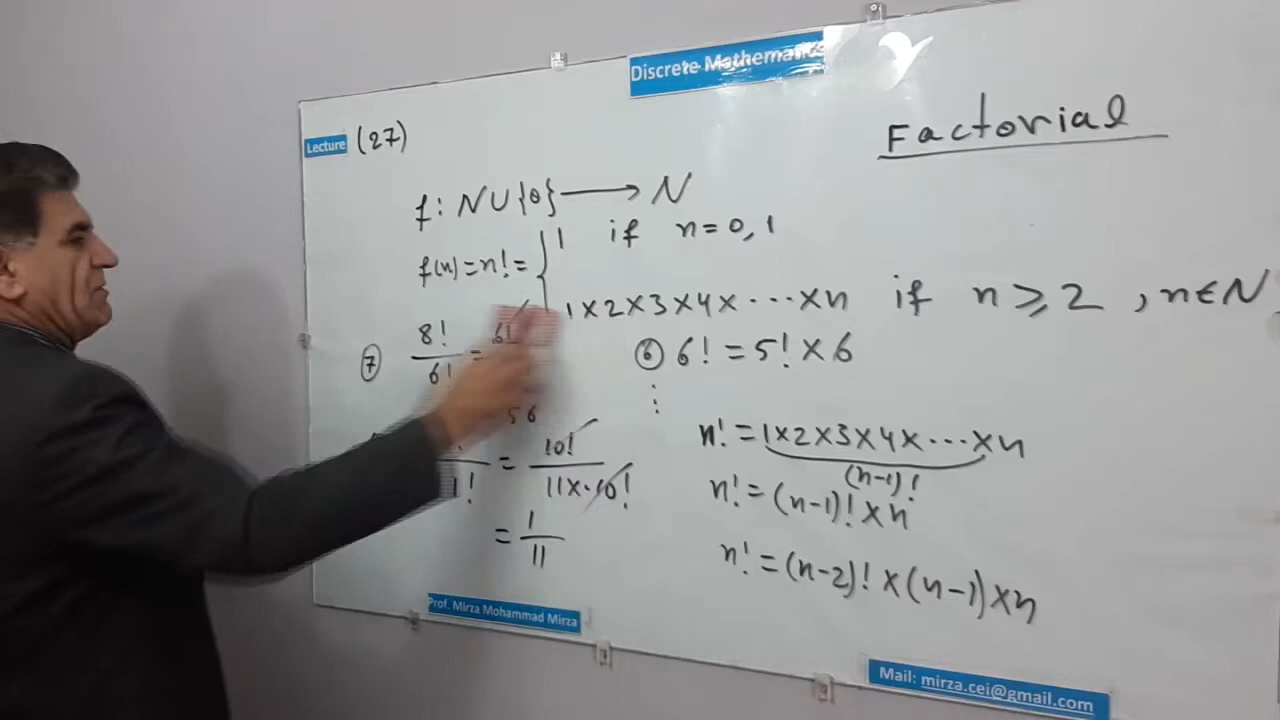 Discrete Mathematics
Lecture (27)
Factorial
f: N∪{0} ⟶ N
f(n)=n!= { 1 if n=0,1
1×2×3×4×···×n if n≥2 ,n∈N
⑦ 8!/6! = 6!
56
10!/11×·10!
= 1/11
⑥ 6! = 5! × 6
⋮
n! = 1×2×3×4×···×n
(n-1)!
n! = (n-1)! × n
n! = (n-2)! × (n-1) × n
Prof. Mirza Mohammad Mirza
Mail: mirza.cei@gmail.com